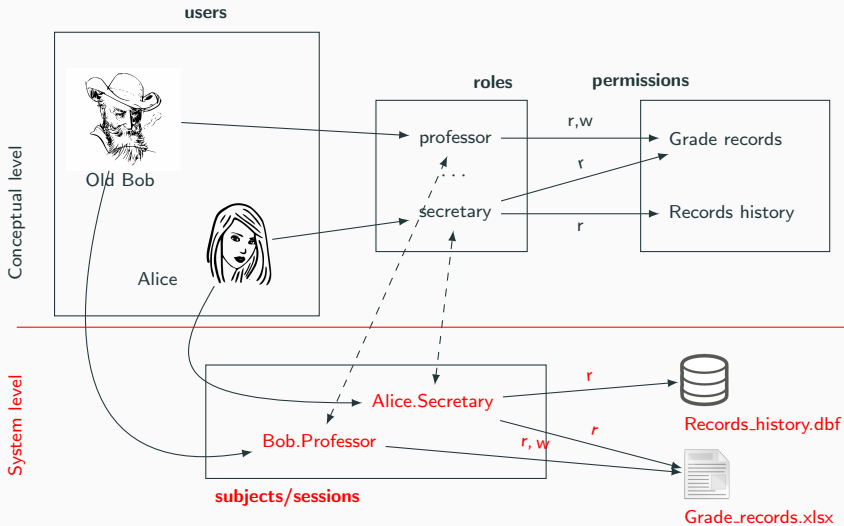 users
roles
permissions
Conceptual level
Old Bob
Alice
professor
. . .
secretary
r,w
r
r
Grade records
Records history
System level
Alice.Secretary
Bob.Professor
subjects/sessions
r
r
r, w
Records_history.dbf
Grade_records.xlsx